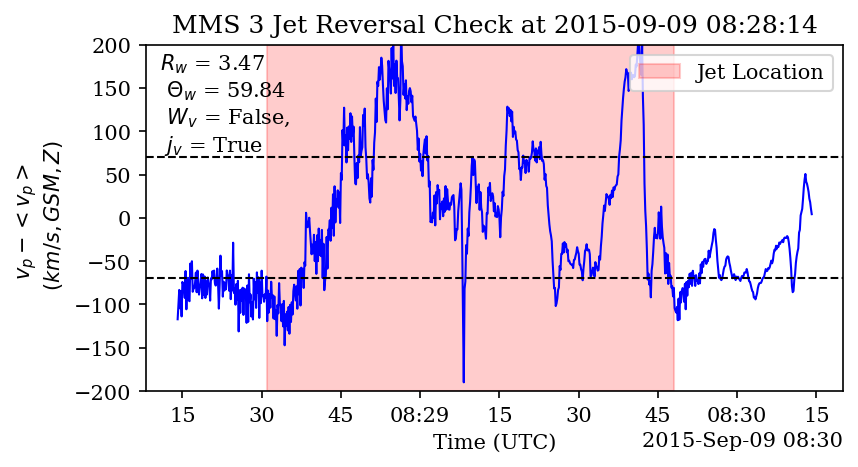 MMS 3 Jet Reversal Check at 2015-09-09 08:28:14
R_w = 3.47
Θ_w = 59.84
W_v = False,
j_v = True
Jet Location
v_p − < v_p >
(km/s, GSM, Z)
200
150
100
50
0
−50
−100
−150
−200
15 30 45 08:29 15 30 45 08:30 15
Time (UTC)
2015-Sep-09 08:30